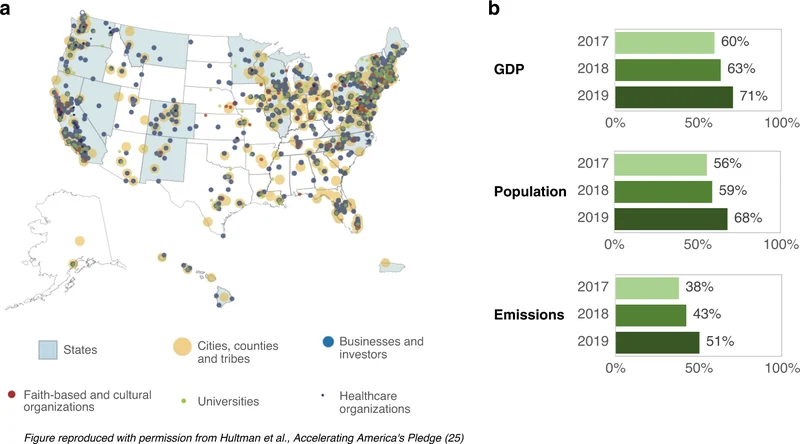 a
b
GDP
2017
60%
2018
63%
2019
71%
0%
50%
100%
Population
2017
56%
2018
59%
2019
68%
0%
50%
100%
Emissions
2017
38%
2018
43%
2019
51%
0%
50%
100%
States
Cities, counties
and tribes
Businesses and
investors
Faith-based and cultural
organizations
Universities
Healthcare
organizations
Figure reproduced with permission from Hultman et al., Accelerating America's Pledge (25)